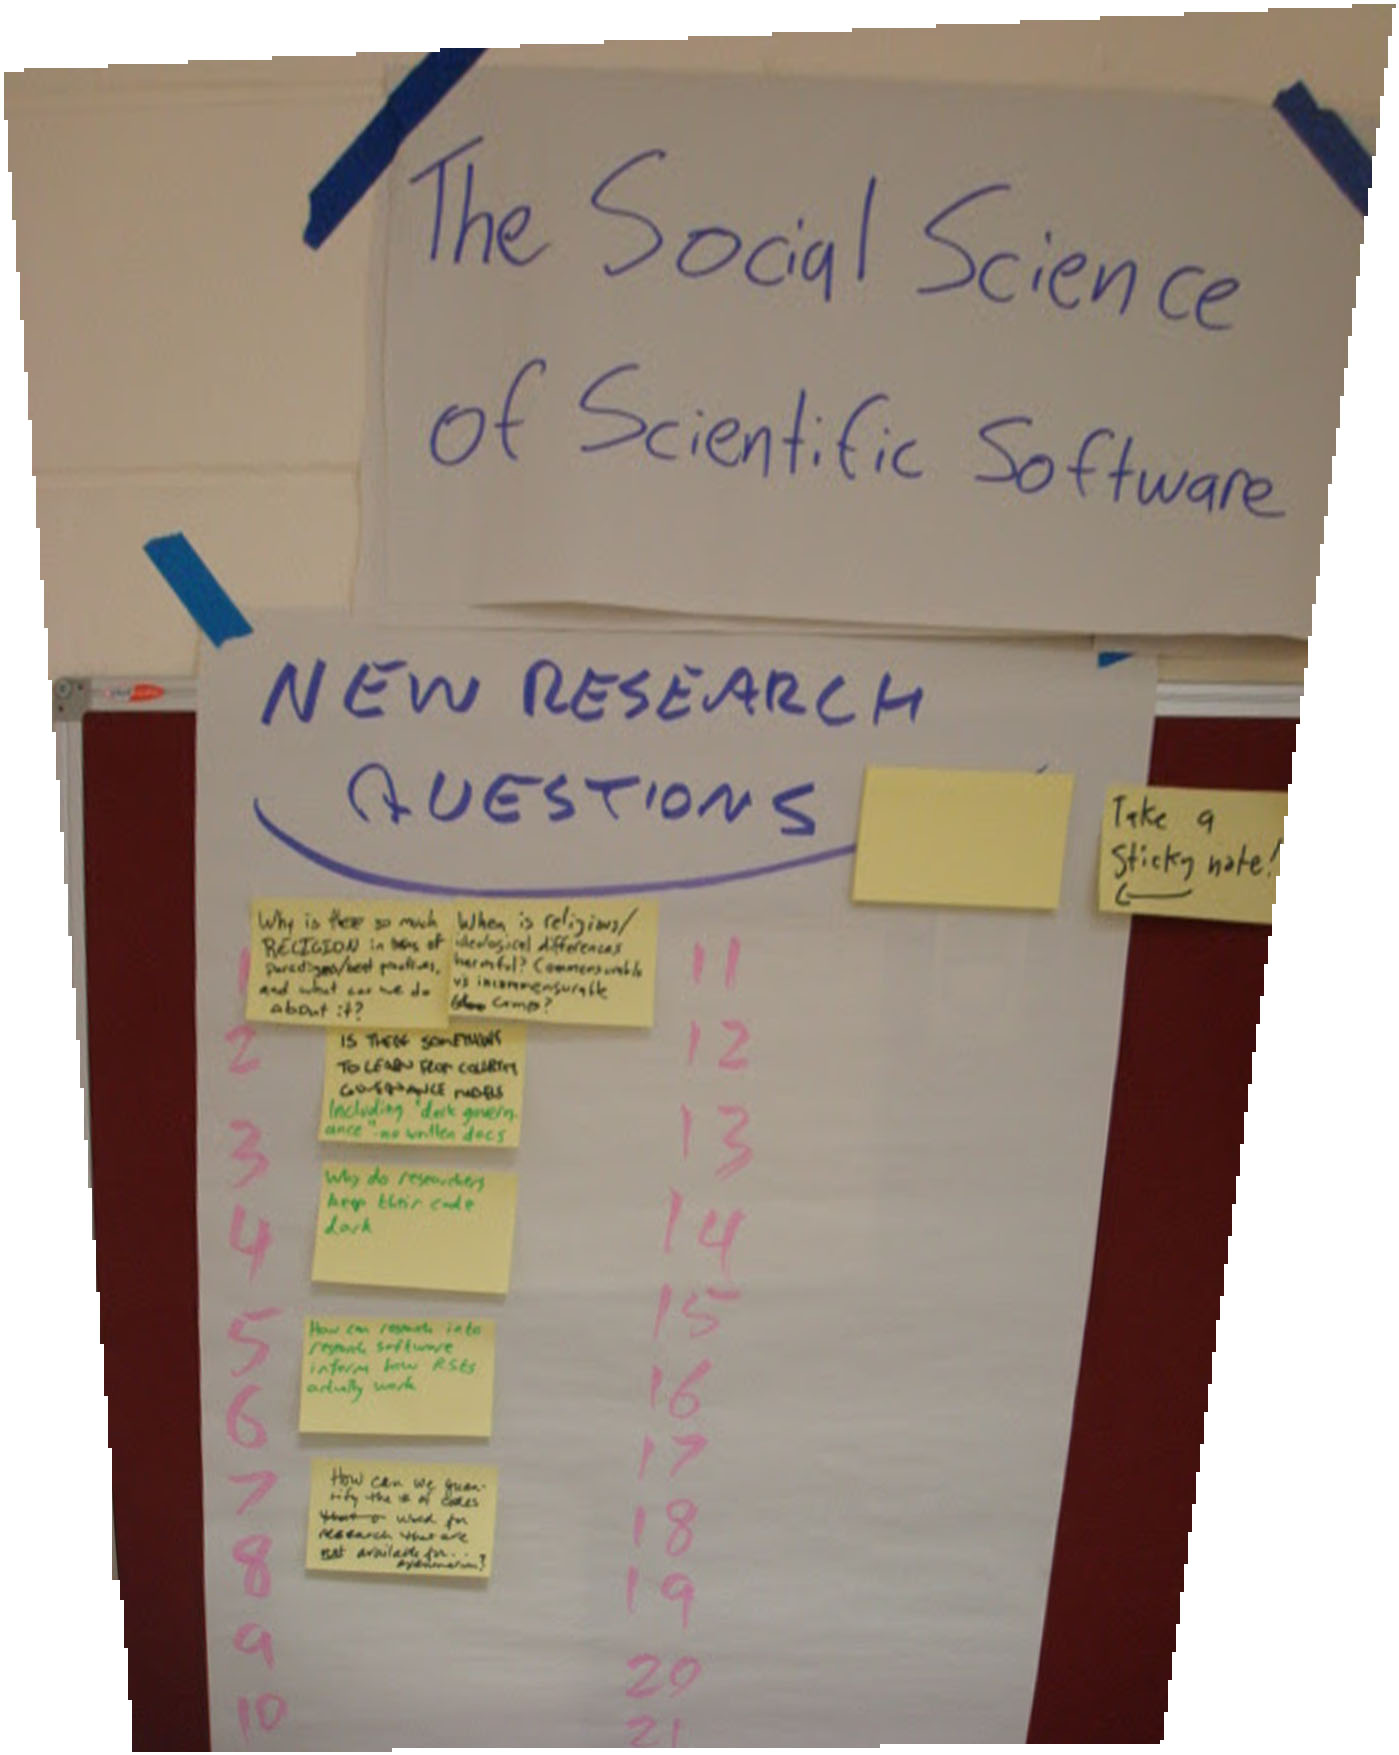 The Social Science
of Scientific Software
NEW RESEARCH
QUESTIONS
Take a
Sticky note!
Why is there so much
RELIGION in terms of
paradigms/best practices,
and what can we do
about it?
When is religious/
ideological differences
harmful? Commensurable
vs incommensurable
camps?
IS THERE SOMETHING
TO LEARN FROM COUNTRY
GOVERNANCE MODELS
Including "dark govern-
ance" - no written docs
Why do researchers
keep their code
dark
How can research into
research software
inform how RSEs
actually work
How can we quan-
tify the # of codes
used for
research that are
not available for...
examination?
1
2
3
4
5
6
7
8
9
10
11
12
13
14
15
16
17
18
19
20
21